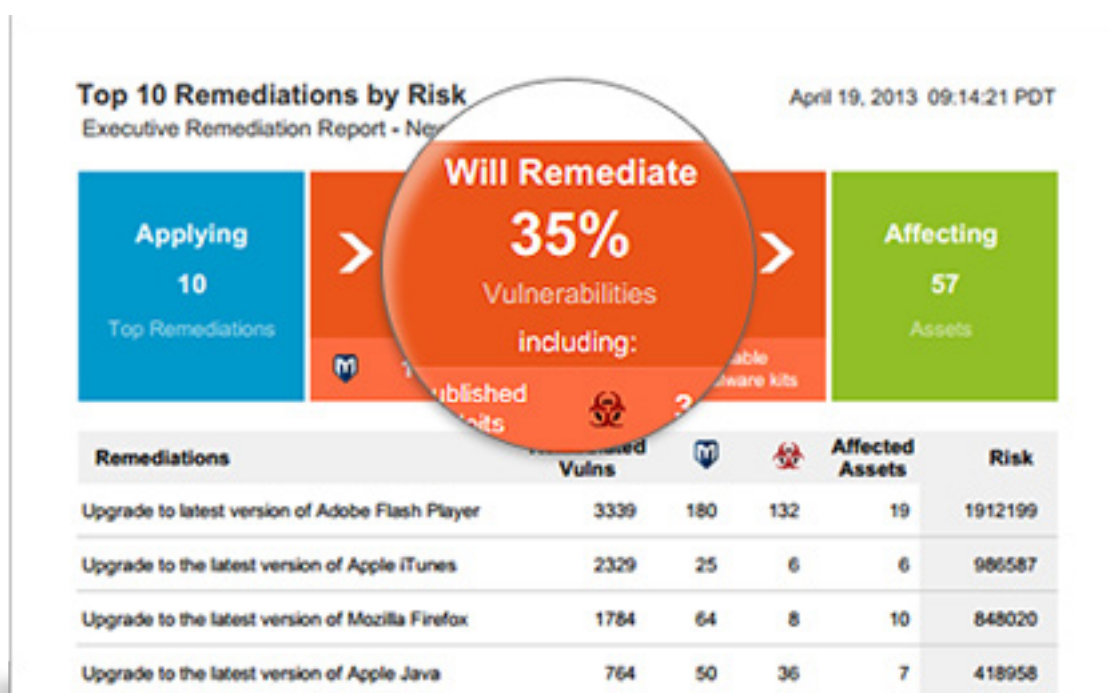 Top 10 Remediations by Risk
April 19, 2013 09:14:21 PDT
Executive Remediation Report -
Applying
10
Top Remediations
Will Remediate
35%
Vulnerabilities
including:
Affecting
57
Assets
3
kits
Remediations
Vulns
Affected
Assets
Risk
Upgrade to latest version of Adobe Flash Player 3339 180 132 19 1912199
Upgrade to the latest version of Apple iTunes 2329 25 6 6 986587
Upgrade to the latest version of Mozilla Firefox 1784 64 8 10 848020
Upgrade to the latest version of Apple Java 764 50 36 7 418958